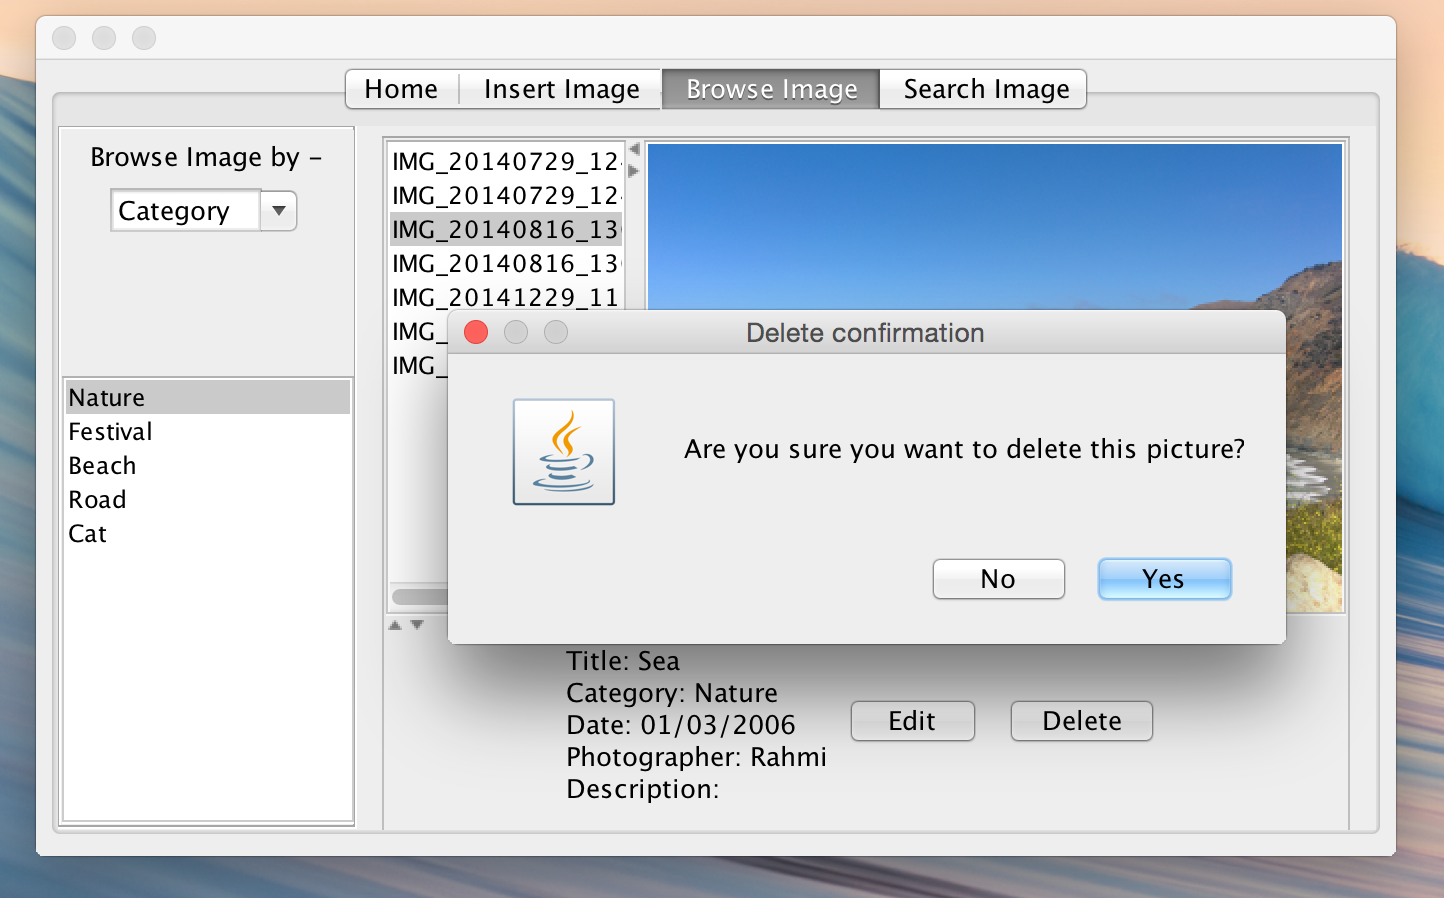 Home Insert Image Browse Image Search Image
Browse Image by -
Category
Nature
Festival
Beach
Road
Cat
IMG_20140729_12
IMG_20140729_12
IMG_20140816_13
IMG_20140816_13
IMG_20141229_11
IMG_
IMG_
Delete confirmation
Are you sure you want to delete this picture?
No Yes
Title: Sea
Category: Nature
Date: 01/03/2006
Photographer: Rahmi
Description:
Edit Delete